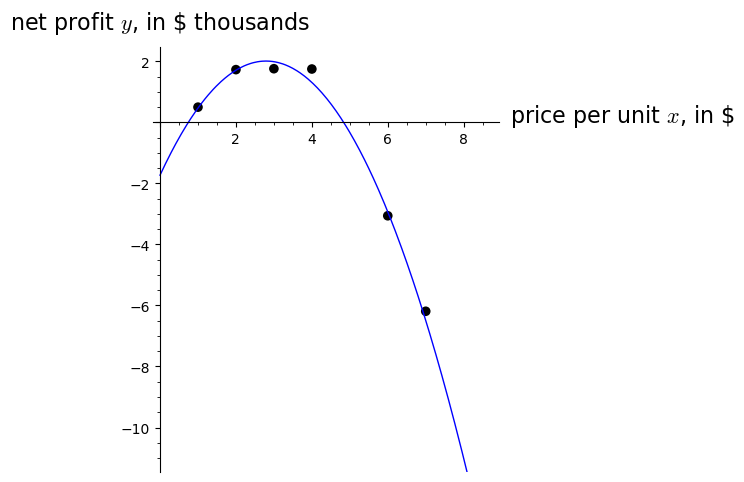 net profit y, in $ thousands
2
price per unit x, in $
2 4 6 8
−2
−4
−6
−8
−10